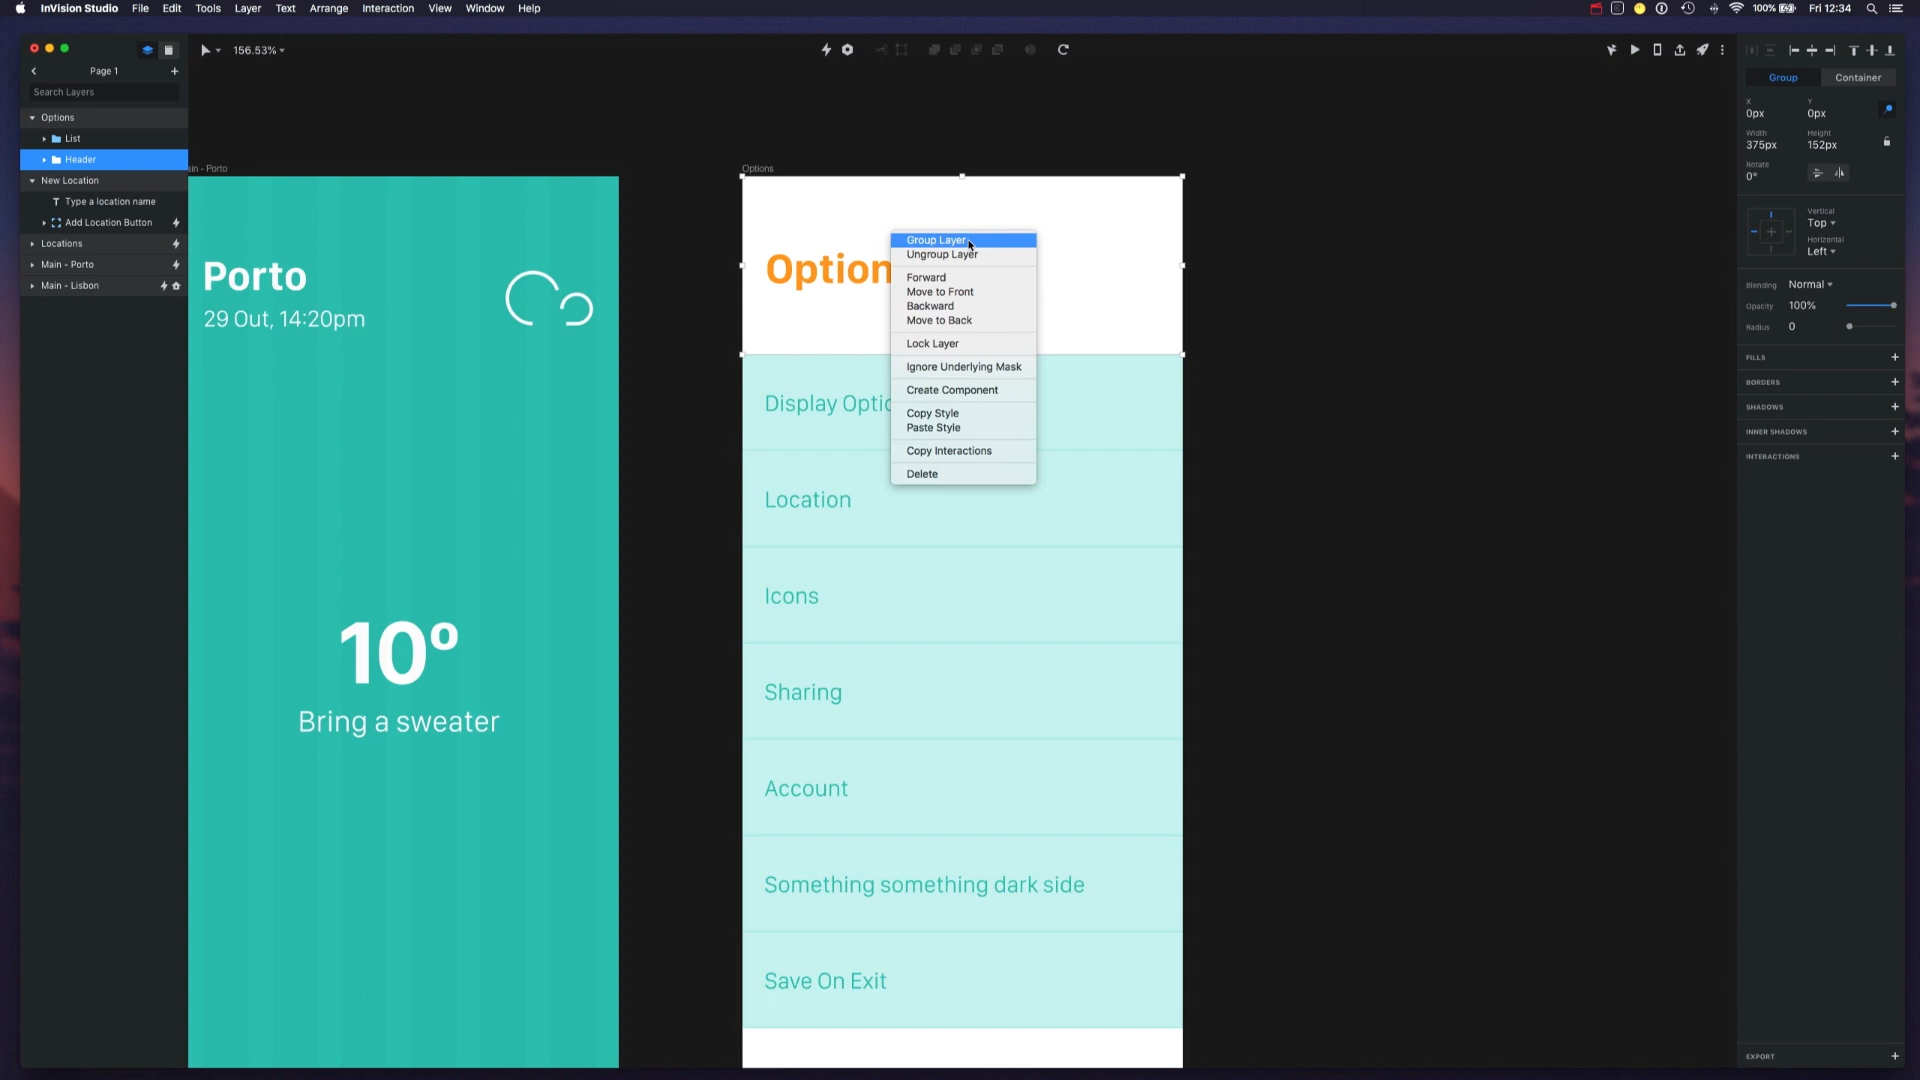 InVision Studio File Edit Tools Layer Text Arrange Interaction View Window Help
100% Fri 12:34
156.53%
Page 1
Search Layers
Options
List
Header
New Location
Type a location name
Add Location Button
Locations
Main - Porto
Main - Lisbon
ain - Porto
Porto
29 Out, 14:20pm
10º
Bring a sweater
Options
Option
Group Layer
Ungroup Layer
Forward
Move to Front
Backward
Move to Back
Lock Layer
Ignore Underlying Mask
Create Component
Copy Style
Paste Style
Copy Interactions
Delete
Display Optio
Location
Icons
Sharing
Account
Something something dark side
Save On Exit
Group Container
X Y
0px 0px
Width Height
375px 152px
Rotate
0°
Vertical
Top
Horizontal
Left
Blending Normal
Opacity 100%
Radius 0
FILLS
BORDERS
SHADOWS
INNER SHADOWS
INTERACTIONS
EXPORT